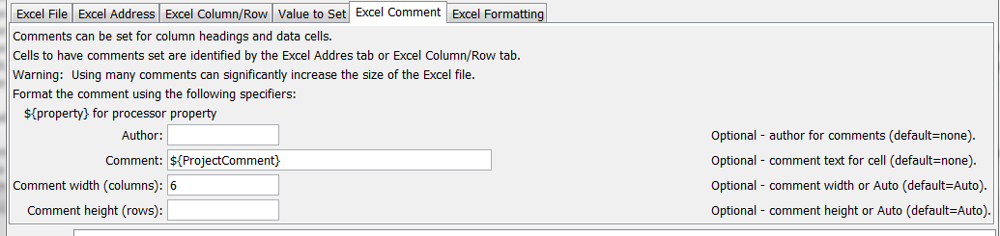 Excel File Excel Address Excel Column/Row Value to Set Excel Comment Excel Formatting
Comments can be set for column headings and data cells.
Cells to have comments set are identified by the Excel Addres tab or Excel Column/Row tab.
Warning: Using many comments can significantly increase the size of the Excel file.
Format the comment using the following specifiers:
${property} for processor property
Author: Optional - author for comments (default=none).
Comment: ${ProjectComment} Optional - comment text for cell (default=none).
Comment width (columns): 6 Optional - comment width or Auto (default=Auto).
Comment height (rows): Optional - comment height or Auto (default=Auto).